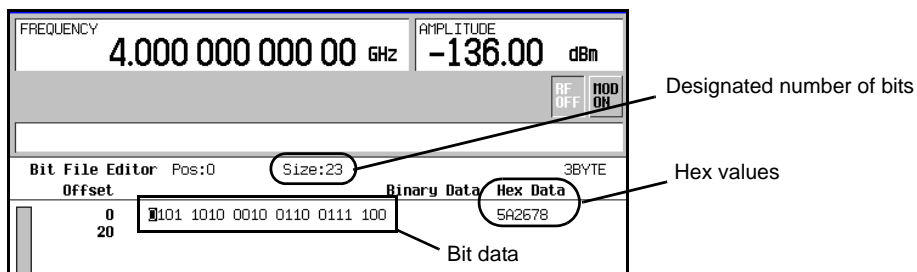 FREQUENCY
4.000 000 000 00 GHz
AMPLITUDE
-136.00 dBm
RF OFF
MOD ON
Designated number of bits
Bit File Editor Pos:0 Size:23 3BYTE
Offset Binary Data Hex Data
Hex values
0 0101 1010 0010 0110 0111 100 5A2678
20
Bit data